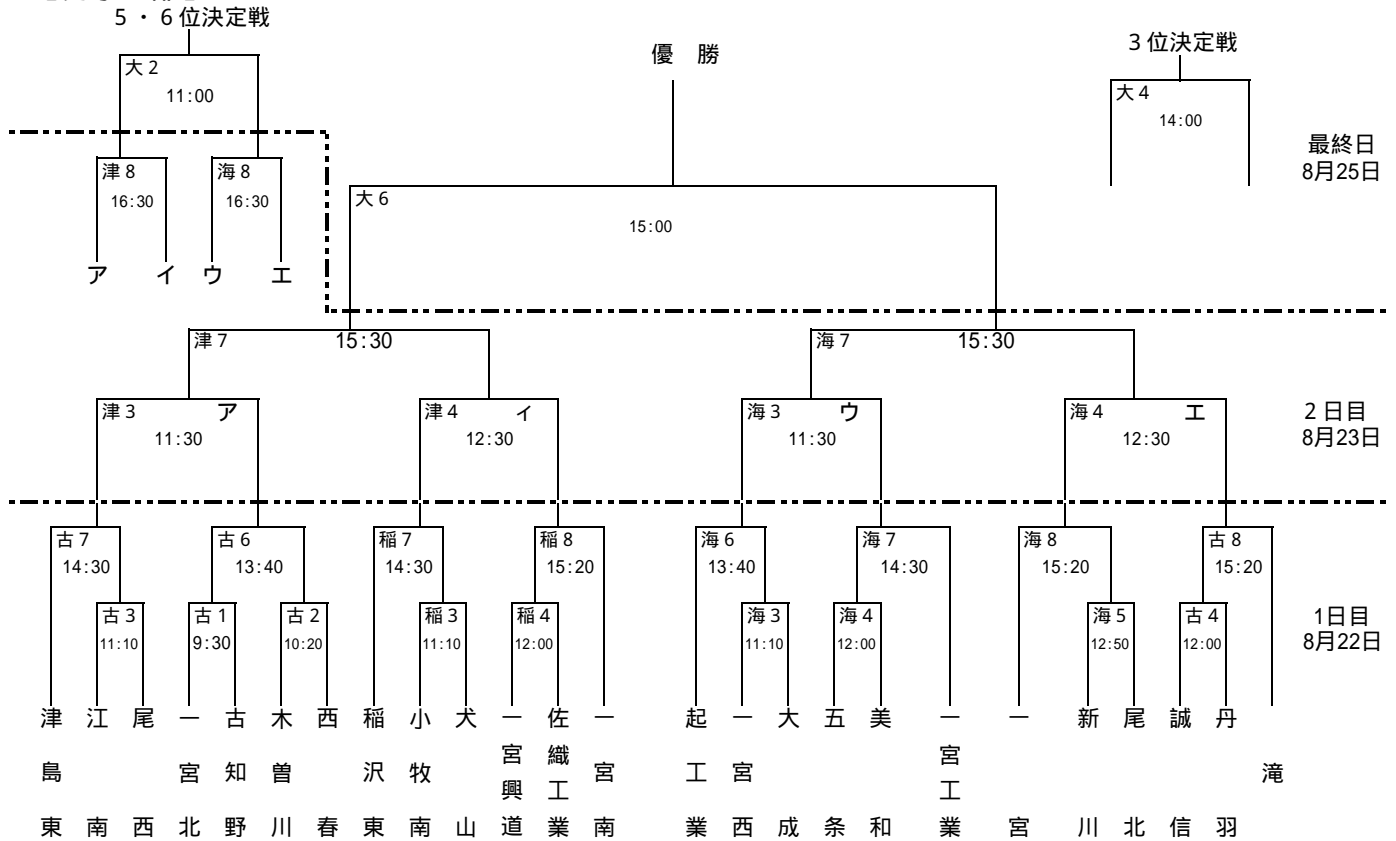 5・6位決定戦
大2
11:00
優 勝
3位決定戦
大4
14:00
最終日
8月25日
津8
16:30
海8
16:30
ア
イ
ウ
エ
大6
15:00
津7
15:30
海7
15:30
津3
ア
11:30
津4
イ
12:30
海3
ウ
11:30
海4
エ
12:30
2日目
8月23日
古7
14:30
古6
13:40
稲7
14:30
稲8
15:20
海6
13:40
海7
14:30
海8
15:20
古8
15:20
古3
11:10
古1
9:30
古2
10:20
稲3
11:10
稲4
12:00
海3
11:10
海4
12:00
海5
12:50
古4
12:00
1日目
8月22日
津島東
江南
尾西
一宮北
古知野
木曽川
西春
稲沢東
小牧南
犬山
一宮興道
佐織工業
一宮南
起工業
一宮西
大成
五条
美和
一宮工業
一宮
新川
尾北
誠信
丹羽
滝